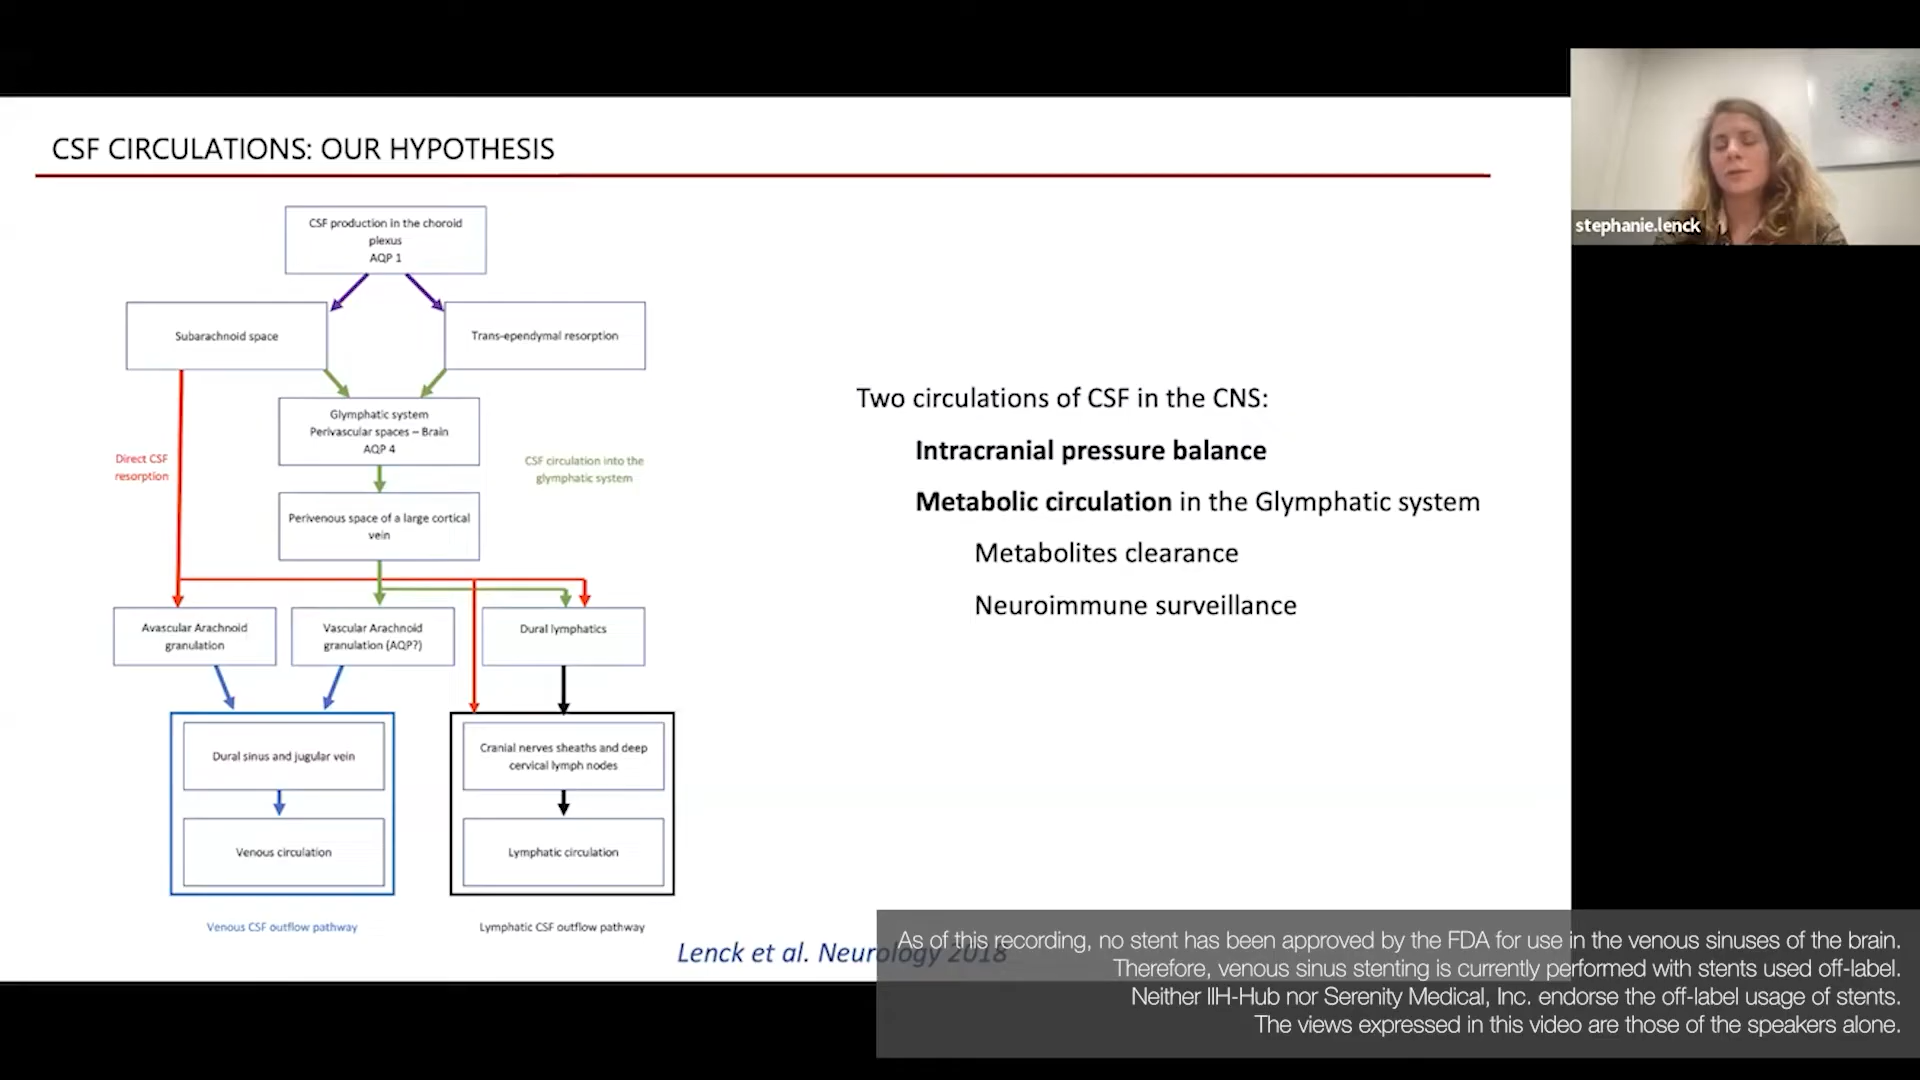 CSF CIRCULATIONS: OUR HYPOTHESIS
stephanie.lenck
CSF production in the choroid
plexus
AQP 1
Subarachnoid space
Trans-ependymal resorption
Glymphatic system
Perivascular spaces – Brain
AQP 4
Direct CSF
resorption
CSF circulation into the
glymphatic system
Perivenous space of a large cortical
vein
Avascular Arachnoid
granulation
Vascular Arachnoid
granulation (AQP?)
Dural lymphatics
Dural sinus and jugular vein
Cranial nerves sheaths and deep
cervical lymph nodes
Venous circulation
Lymphatic circulation
Venous CSF outflow pathway
Lymphatic CSF outflow pathway
Two circulations of CSF in the CNS:
Intracranial pressure balance
Metabolic circulation in the Glymphatic system
Metabolites clearance
Neuroimmune surveillance
Lenck et al. Neurology 2018
As of this recording, no stent has been approved by the FDA for use in the venous sinuses of the brain.
Therefore, venous sinus stenting is currently performed with stents used off-label.
Neither IIH-Hub nor Serenity Medical, Inc. endorse the off-label usage of stents.
The views expressed in this video are those of the speakers alone.